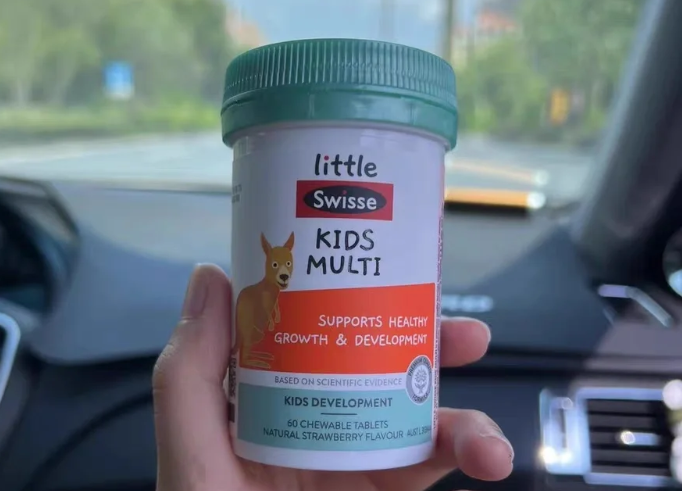 little
Swisse
KIDS
MULTI
SUPPORTS HEALTHY
GROWTH & DEVELOPMENT
BASED ON SCIENTIFIC EVIDENCE
KIDS DEVELOPMENT
60 CHEWABLE TABLETS
NATURAL STRAWBERRY FLAVOUR